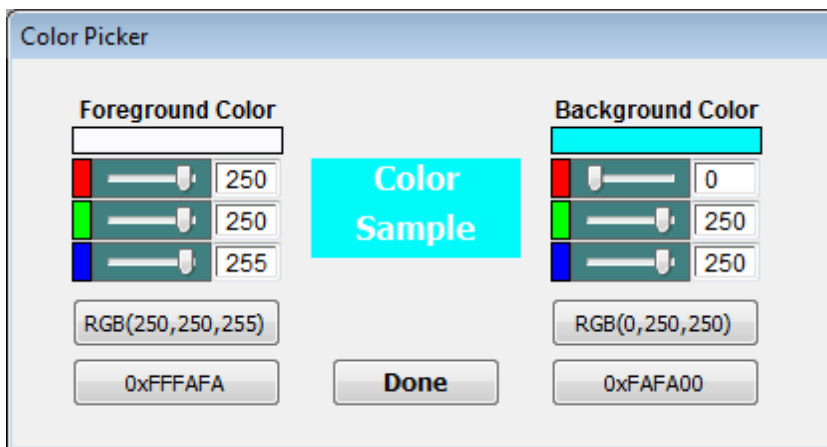 Color Picker
Foreground Color
Background Color
250
250
255
Color
Sample
0
250
250
RGB(250,250,255)
RGB(0,250,250)
0xFFFAFA
Done
0xFAFA00